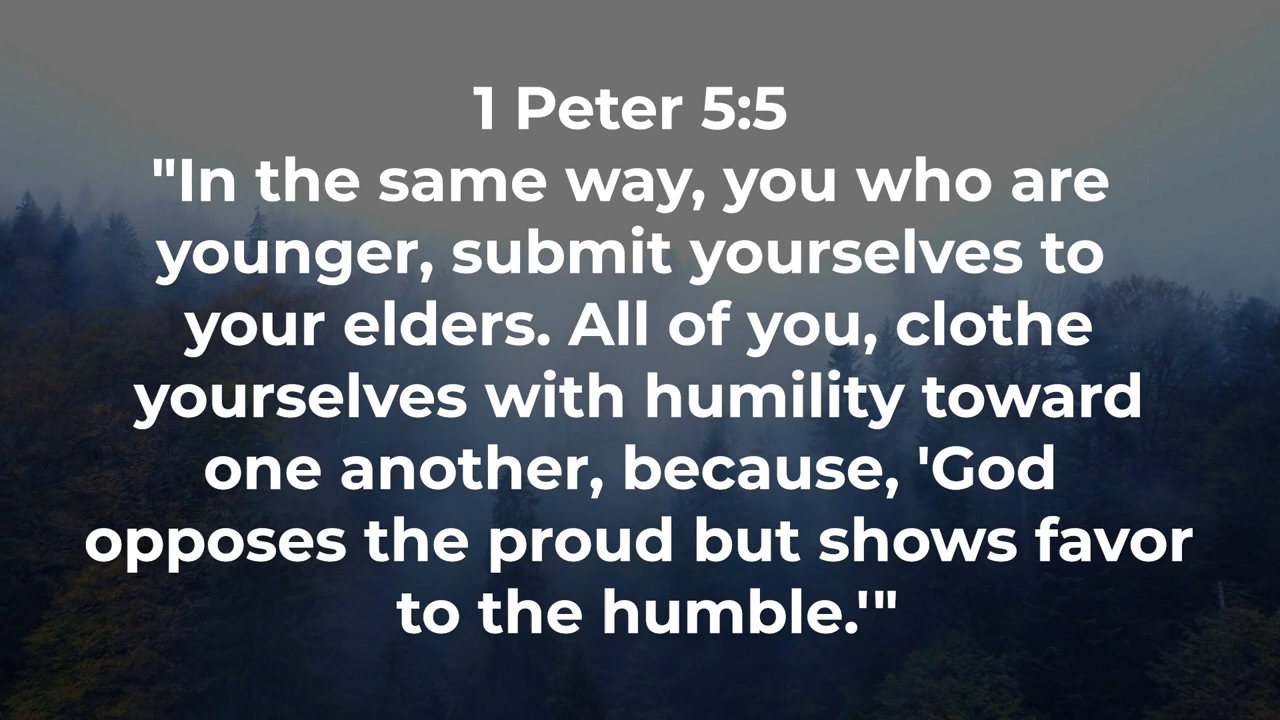 1 Peter 5:5
"In the same way, you who are
younger, submit yourselves to
your elders. All of you, clothe
yourselves with humility toward
one another, because, 'God
opposes the proud but shows favor
to the humble.'"